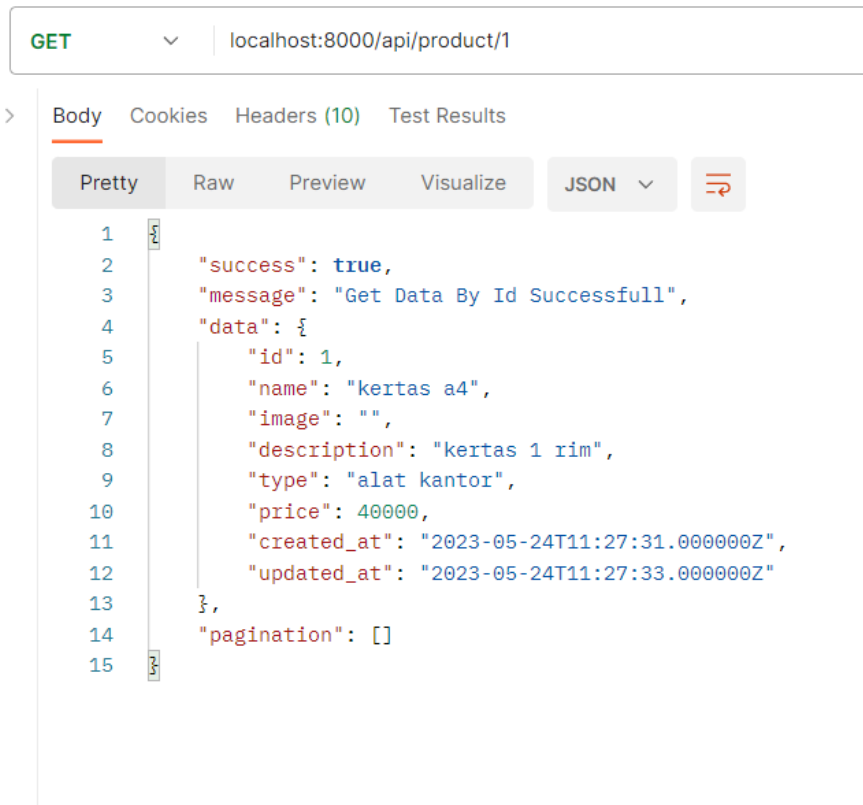 GET localhost:8000/api/product/1
Body Cookies Headers (10) Test Results
Pretty Raw Preview Visualize JSON
1 {
2 "success": true,
3 "message": "Get Data By Id Successfull",
4 "data": {
5 "id": 1,
6 "name": "kertas a4",
7 "image": "",
8 "description": "kertas 1 rim",
9 "type": "alat kantor",
10 "price": 40000,
11 "created_at": "2023-05-24T11:27:31.000000Z",
12 "updated_at": "2023-05-24T11:27:33.000000Z"
13 },
14 "pagination": []
15 }